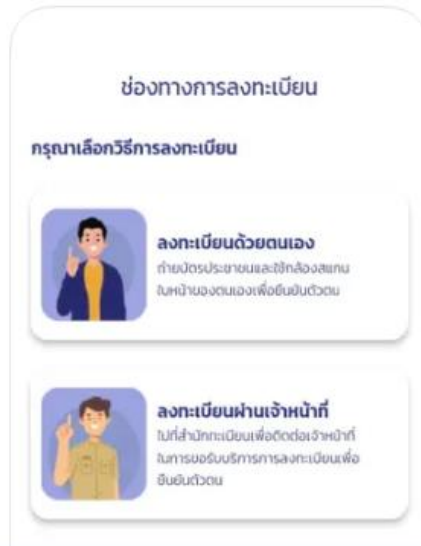 ช่องทางการลงทะเบียน
กรุณาเลือกวิธีการลงทะเบียน
ลงทะเบียนด้วยตนเอง
ถ่ายบัตรประชาชนและใช้กล้องสแกน
ใบหน้าของตนเองเพื่อยืนยันตัวตน
ลงทะเบียนผ่านเจ้าหน้าที่
ไปที่สำนักทะเบียนเพื่อติดต่อเจ้าหน้าที่
ในการขอรับบริการการลงทะเบียนเพื่อ
ยืนยันตัวตน